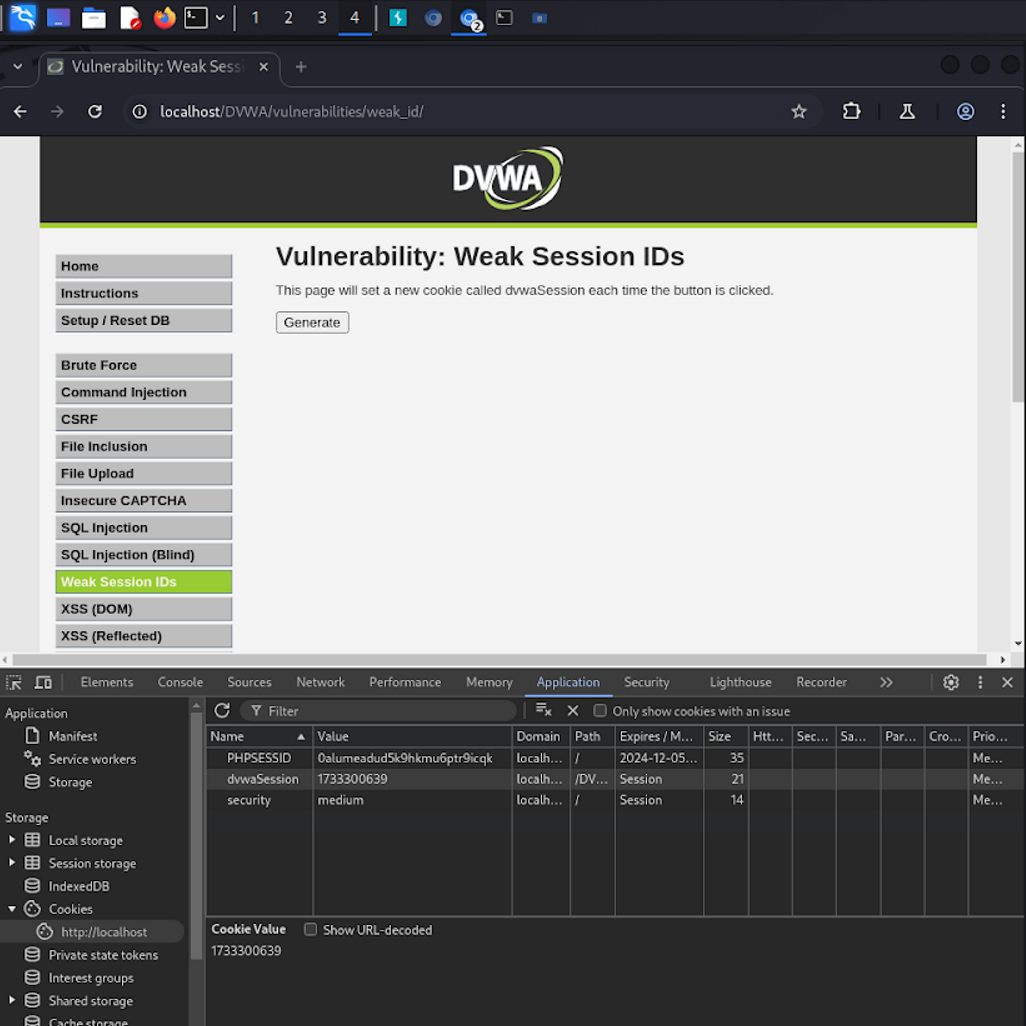 1 2 3 4 2
Vulnerability: Weak Sessi
localhost/DVWA/vulnerabilities/weak_id/
DVWA
Home
Instructions
Setup / Reset DB
Brute Force
Command Injection
CSRF
File Inclusion
File Upload
Insecure CAPTCHA
SQL Injection
SQL Injection (Blind)
Weak Session IDs
XSS (DOM)
XSS (Reflected)
Vulnerability: Weak Session IDs
This page will set a new cookie called dvwaSession each time the button is clicked.
Generate
Elements Console Sources Network Performance Memory Application Security Lighthouse Recorder
Application
Manifest
Service workers
Storage
Storage
Local storage
Session storage
IndexedDB
Cookies
http://localhost
Private state tokens
Interest groups
Shared storage
Cache storage
Filter Only show cookies with an issue
Name Value Domain Path Expires / M... Size Htt... Sec... Sa... Par... Cro... Prio...
PHPSESSID 0alumeadud5k9hkmu6ptr9icqk localh... / 2024-12-05... 35 Me...
dvwaSession 1733300639 localh... /DV... Session 21 Me...
security medium localh... / Session 14 Me...
Cookie Value Show URL-decoded
1733300639